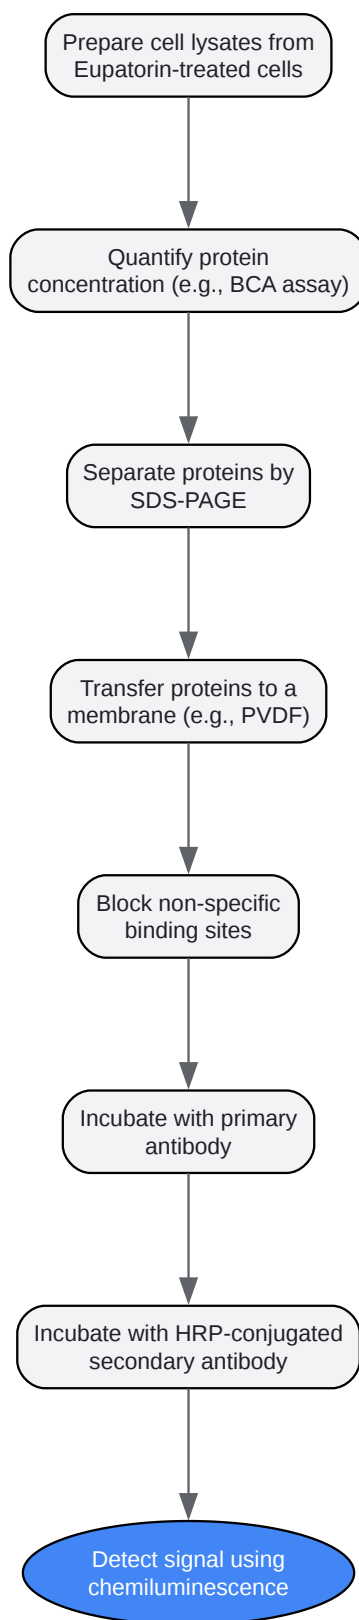 Prepare cell lysates from
Eupatorin-treated cells
Quantify protein
concentration (e.g., BCA assay)
Separate proteins by
SDS-PAGE
Transfer proteins to a
membrane (e.g., PVDF)
Block non-specific
binding sites
Incubate with primary
antibody
Incubate with HRP-conjugated
secondary antibody
Detect signal using
chemiluminescence